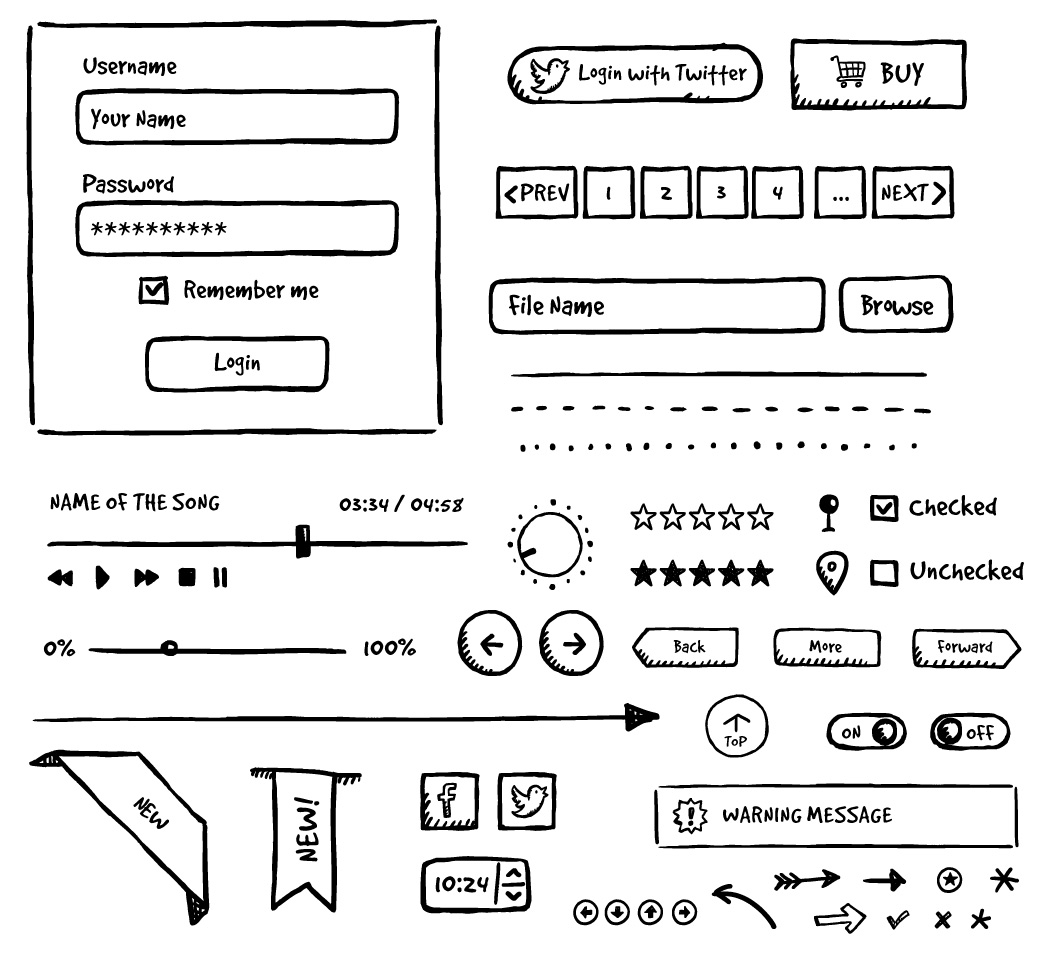 Username
Your Name
Password
**********
Remember me
Login
Login with Twitter
BUY
<PREV 1 2 3 4 ... NEXT>
File Name
Browse
NAME OF THE SONG
03:34 / 04:58
Checked
Unchecked
0%
100%
Back
More
Forward
TOP
ON
OFF
NEW
NEW!
f
WARNING MESSAGE
10:24